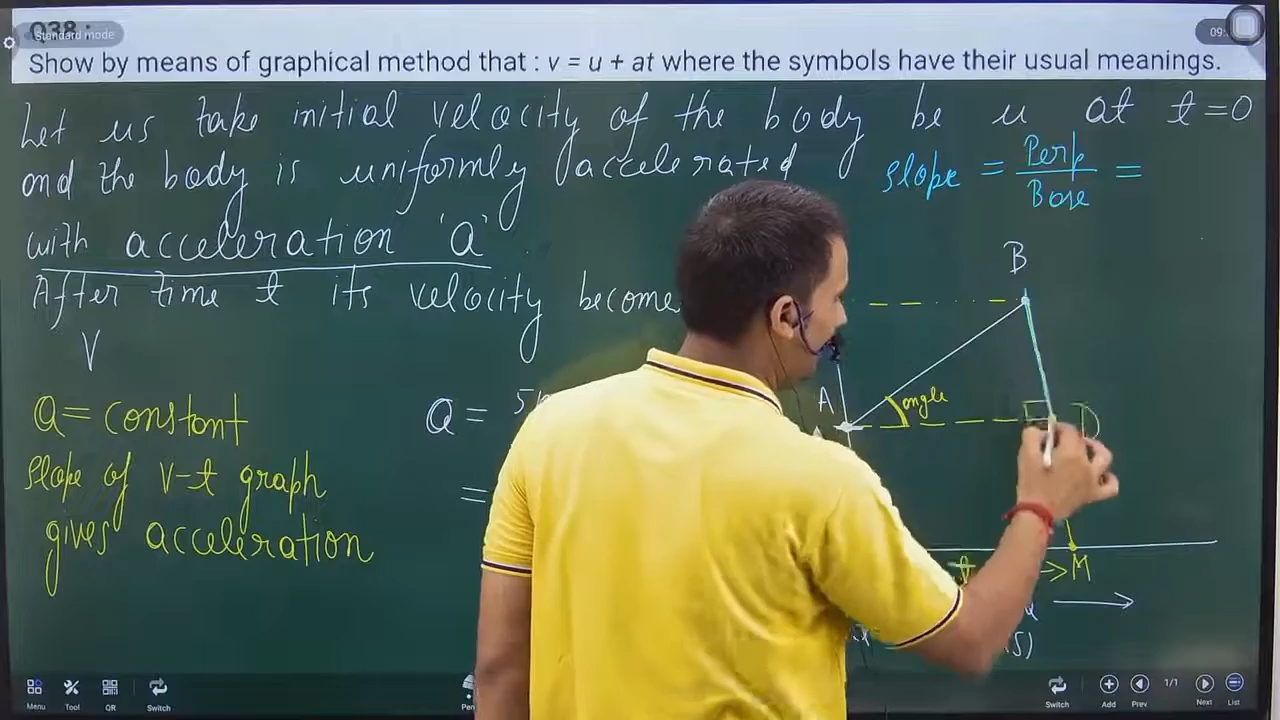 Q38 :
Standard mode
09:
Show by means of graphical method that : v = u + at where the symbols have their usual meanings.
Let us take initial velocity of the body be u at t=0
and the body is uniformly accelerated
with acceleration 'a'
After time t its velocity become
V
slope = Perp / Base =
B
A
angle
D
a = constant
slope of v-t graph
gives acceleration
a =
=
t
M
Menu
Tool
QR
Switch
Pen
Switch
Add
Prev
1/1
Next
List